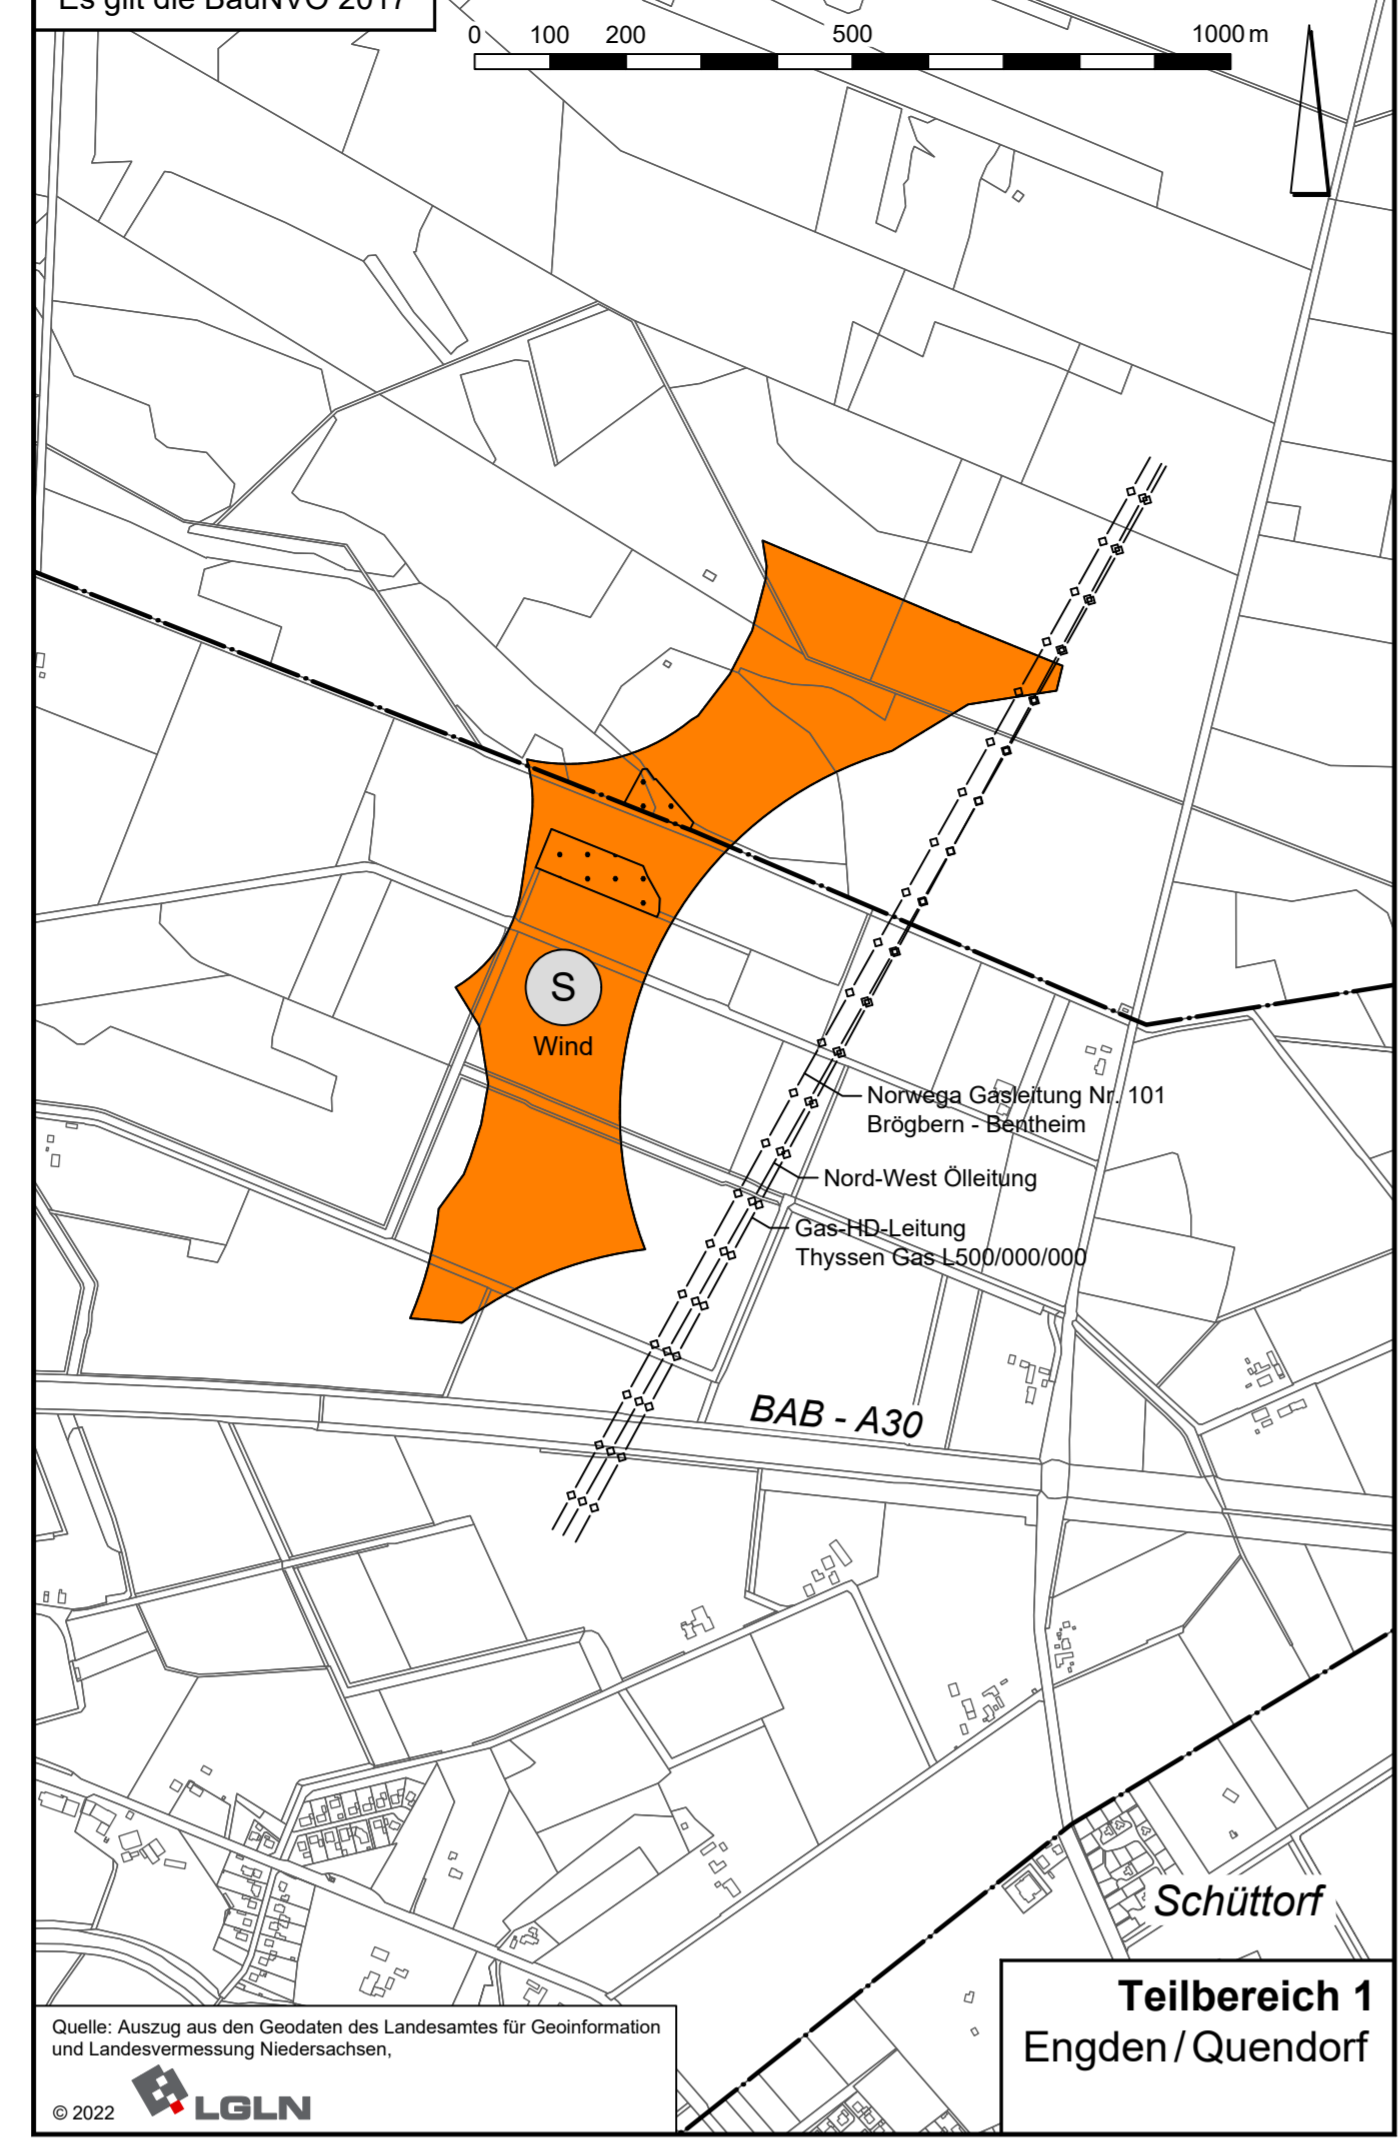 Es gilt die BauNVO 2017
0 100 200 500 1000 m
S
Wind
Norwega Gasleitung Nr. 101
Brögbern - Bentheim
Nord-West Ölleitung
Gas-HD-Leitung
Thyssen Gas L500/000/000
BAB - A30
Schüttorf
Teilbereich 1
Engden / Quendorf
Quelle: Auszug aus den Geodaten des Landesamtes für Geoinformation
und Landesvermessung Niedersachsen,
© 2022 LGLN